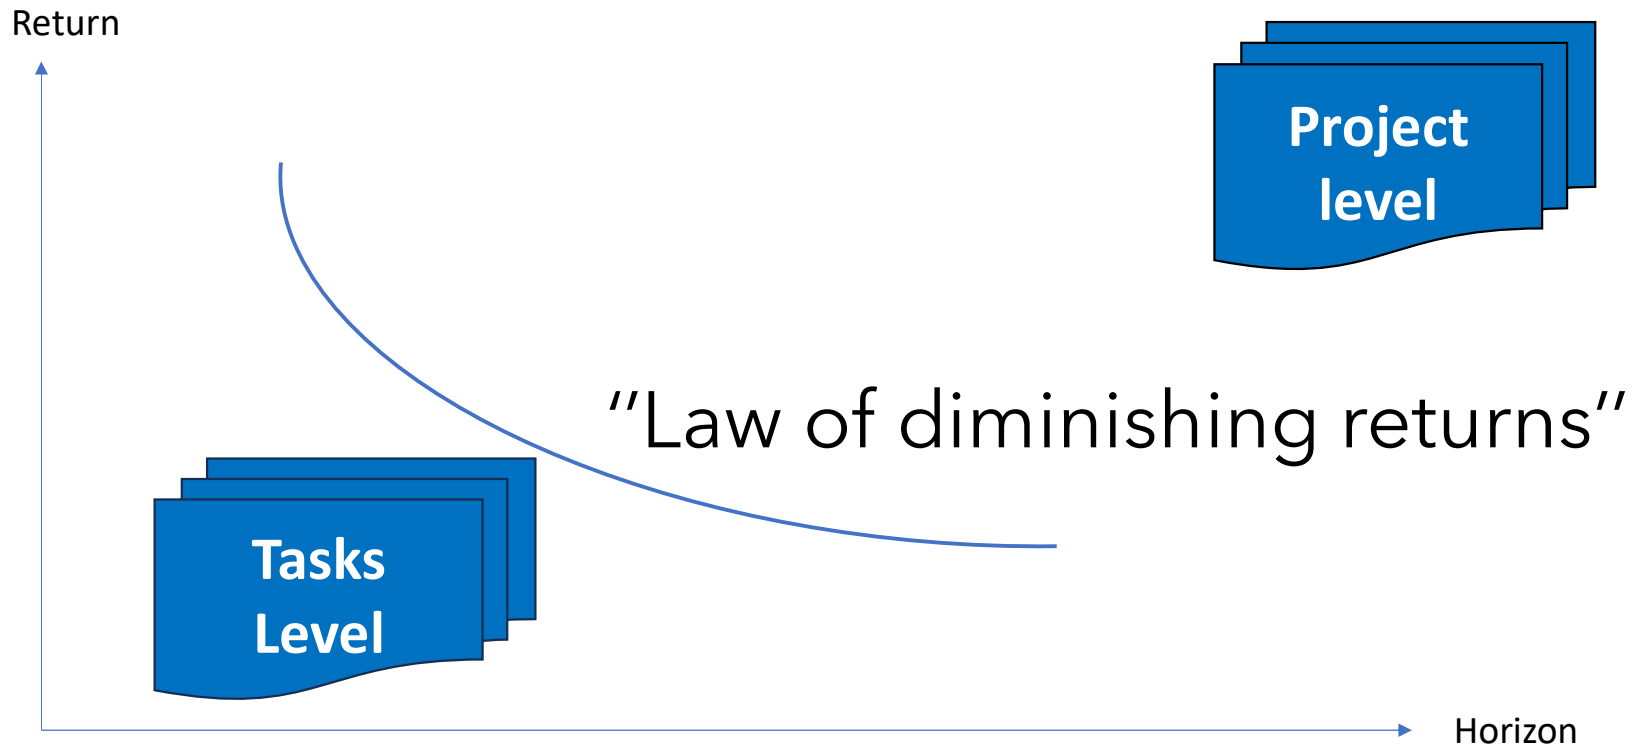 Return
Project
level
“Law of diminishing returns”
Tasks
Level
Horizon